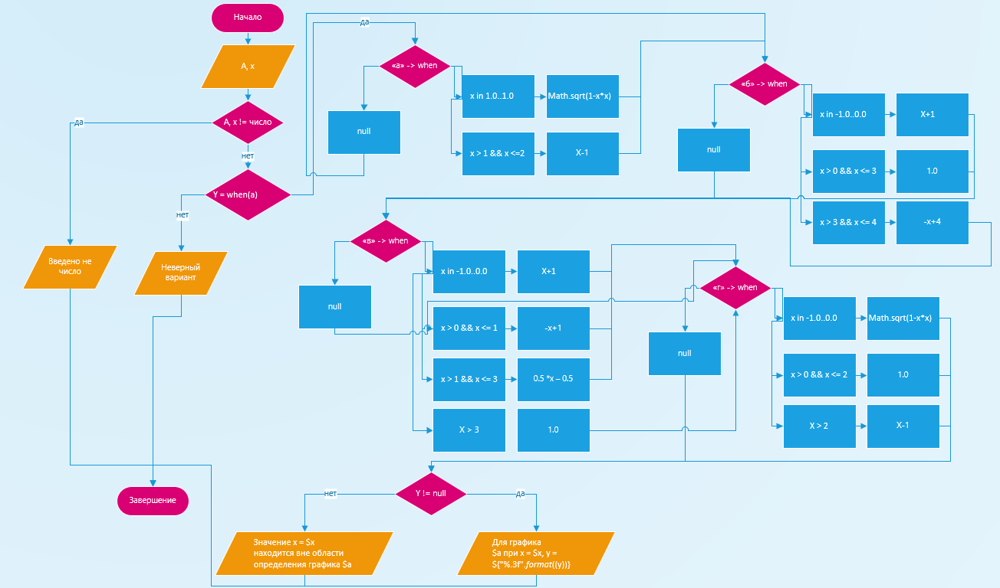 Начало
А, х
А, х != число
да
нет
Y = when(a)
нет
да
Введено не
число
Неверный
вариант
Завершение
«а» -> when
null
x in 1.0..1.0
Math.sqrt(1-x*x)
x > 1 && x <=2
X-1
«б» -> when
null
x in -1.0..0.0
X+1
x > 0 && x <= 3
1.0
x > 3 && x <= 4
-x+4
«в» -> when
null
x in -1.0..0.0
X+1
x > 0 && x <= 1
-x+1
x > 1 && x <= 3
0.5 *x – 0.5
X > 3
1.0
«г» -> when
null
x in -1.0..0.0
Math.sqrt(1-x*x)
x > 0 && x <= 2
1.0
X > 2
X-1
Y != null
нет
да
Значение x = $x
находится вне области
определения графика $a
Для графика
$a при x = $x, y =
${"%.3f".format((y))}